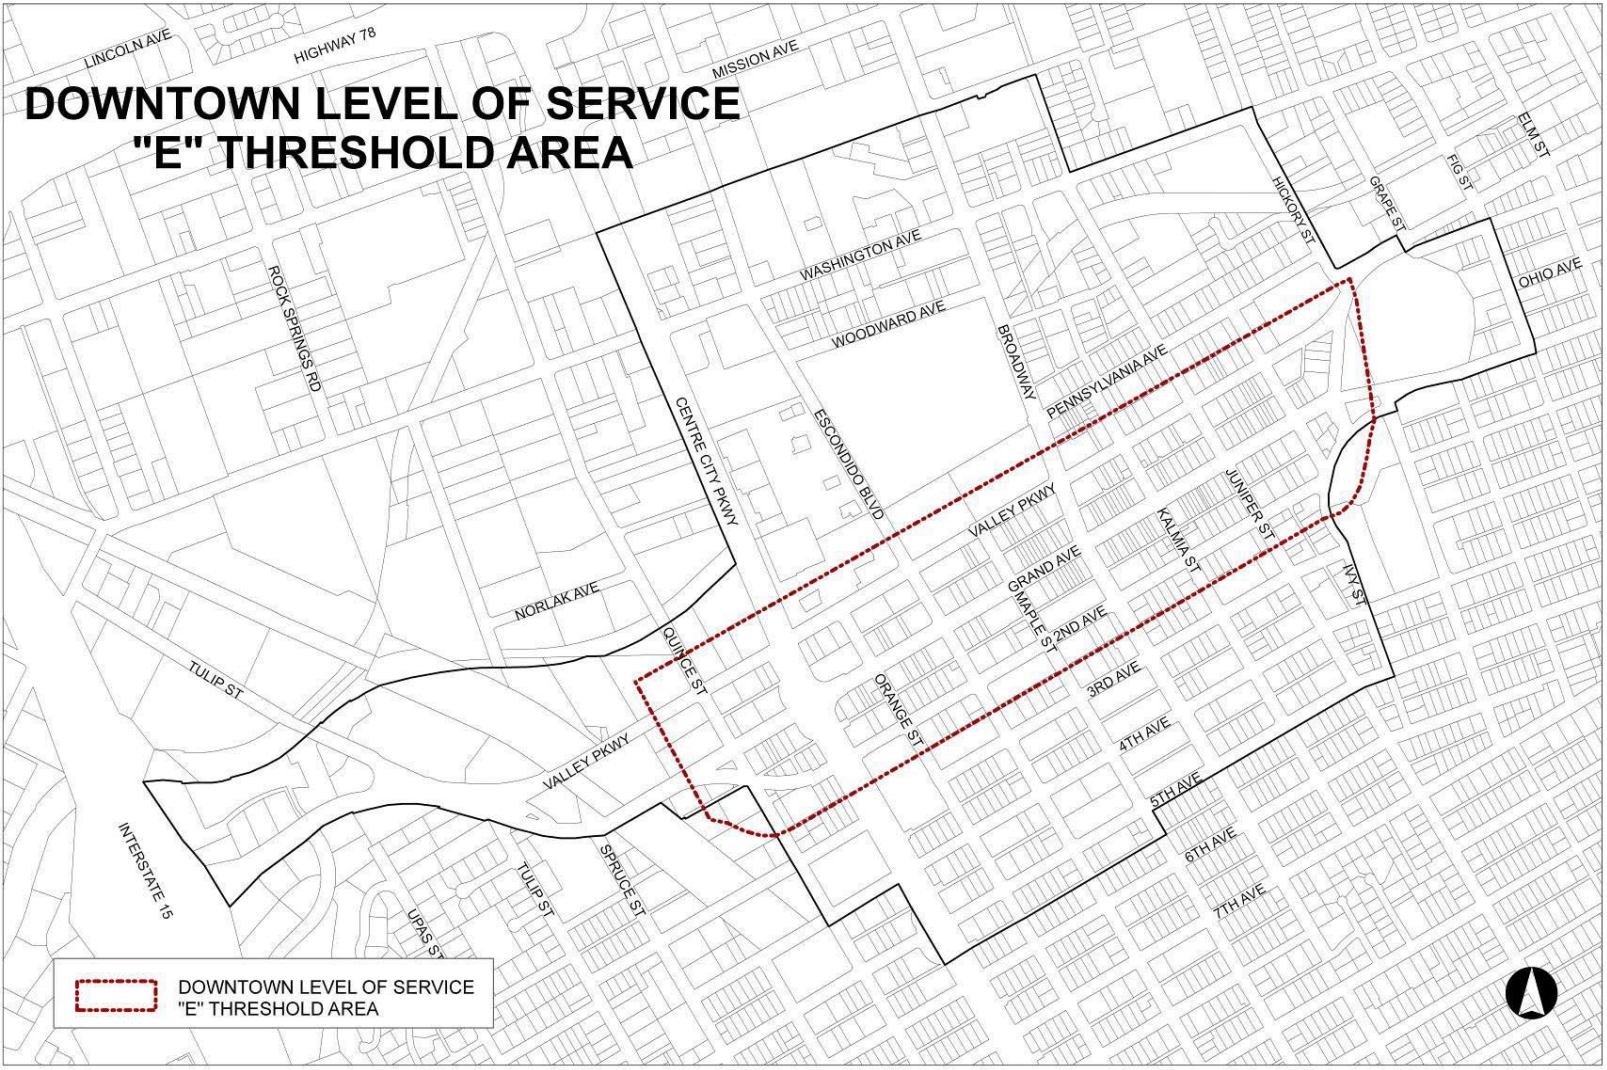 LINCOLN AVE
HIGHWAY 78
MISSION AVE
DOWNTOWN LEVEL OF SERVICE
"E" THRESHOLD AREA
ELM ST
FIG ST
GRAPE ST
HICKORY ST
WASHINGTON AVE
OHIO AVE
ROCK SPRINGS RD
WOODWARD AVE
BROADWAY
PENNSYLVANIA AVE
CENTRE CITY PKWY
ESCONDIDO BLVD
VALLEY PKWY
JUNIPER ST
KALMIA ST
GRAND AVE
IVY ST
NORLAK AVE
MAPLE ST
2ND AVE
QUINCE ST
TULIP ST
3RD AVE
ORANGE ST
4TH AVE
VALLEY PKWY
5TH AVE
INTERSTATE 15
6TH AVE
SPRUCE ST
TULIP ST
7TH AVE
UPAS ST
DOWNTOWN LEVEL OF SERVICE
"E" THRESHOLD AREA